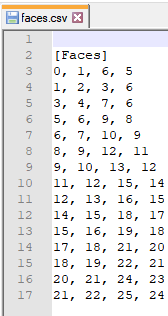 faces.csv
1
2 [Faces]
3 0, 1, 6, 5
4 1, 2, 3, 6
5 3, 4, 7, 6
6 5, 6, 9, 8
7 6, 7, 10, 9
8 8, 9, 12, 11
9 9, 10, 13, 12
10 11, 12, 15, 14
11 12, 13, 16, 15
12 14, 15, 18, 17
13 15, 16, 19, 18
14 17, 18, 21, 20
15 18, 19, 22, 21
16 20, 21, 24, 23
17 21, 22, 25, 24